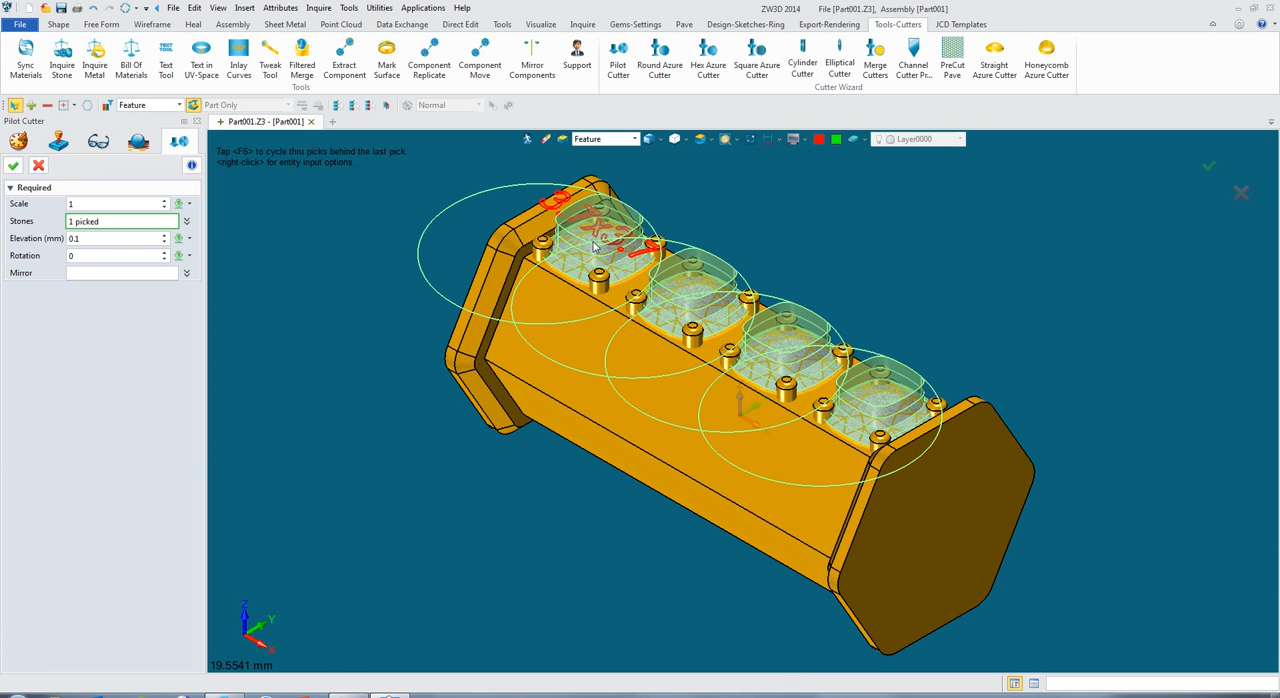 File Edit View Insert Attributes Inquire Tools Utilities Applications Help
ZW3D 2014 File [Part001.Z3], Assembly [Part001]
File Shape Free Form Wireframe Heal Assembly Sheet Metal Point Cloud Data Exchange Direct Edit Tools Visualize Inquire Gems-Settings Pave Design-Sketches-Ring Export-Rendering Tools-Cutters JCD Templates
TEXT TOOL
Sync Materials Inquire Stone Inquire Metal Bill Of Materials Text Tool Text in UV-Space Inlay Curves Tweak Tool Filtered Merge Extract Component Mark Surface Component Replicate Component Move Mirror Components Support Pilot Cutter Round Azure Cutter Hex Azure Cutter Square Azure Cutter Cylinder Cutter Elliptical Cutter Merge Cutters Channel Cutter Pr... PreCut Pave Straight Azure Cutter Honeycomb Azure Cutter
Tools Cutter Wizard
Feature Part Only Normal
Pilot Cutter
Part001.Z3 - [Part001]
Feature Layer0000
Tap <F6> to cycle thru picks behind the last pick.
<right-click> for entity input options.
Required
Scale 1
Stones 1 picked
Elevation (mm) 0.1
Rotation 0
Mirror
Z
Y
X
19.5541 mm